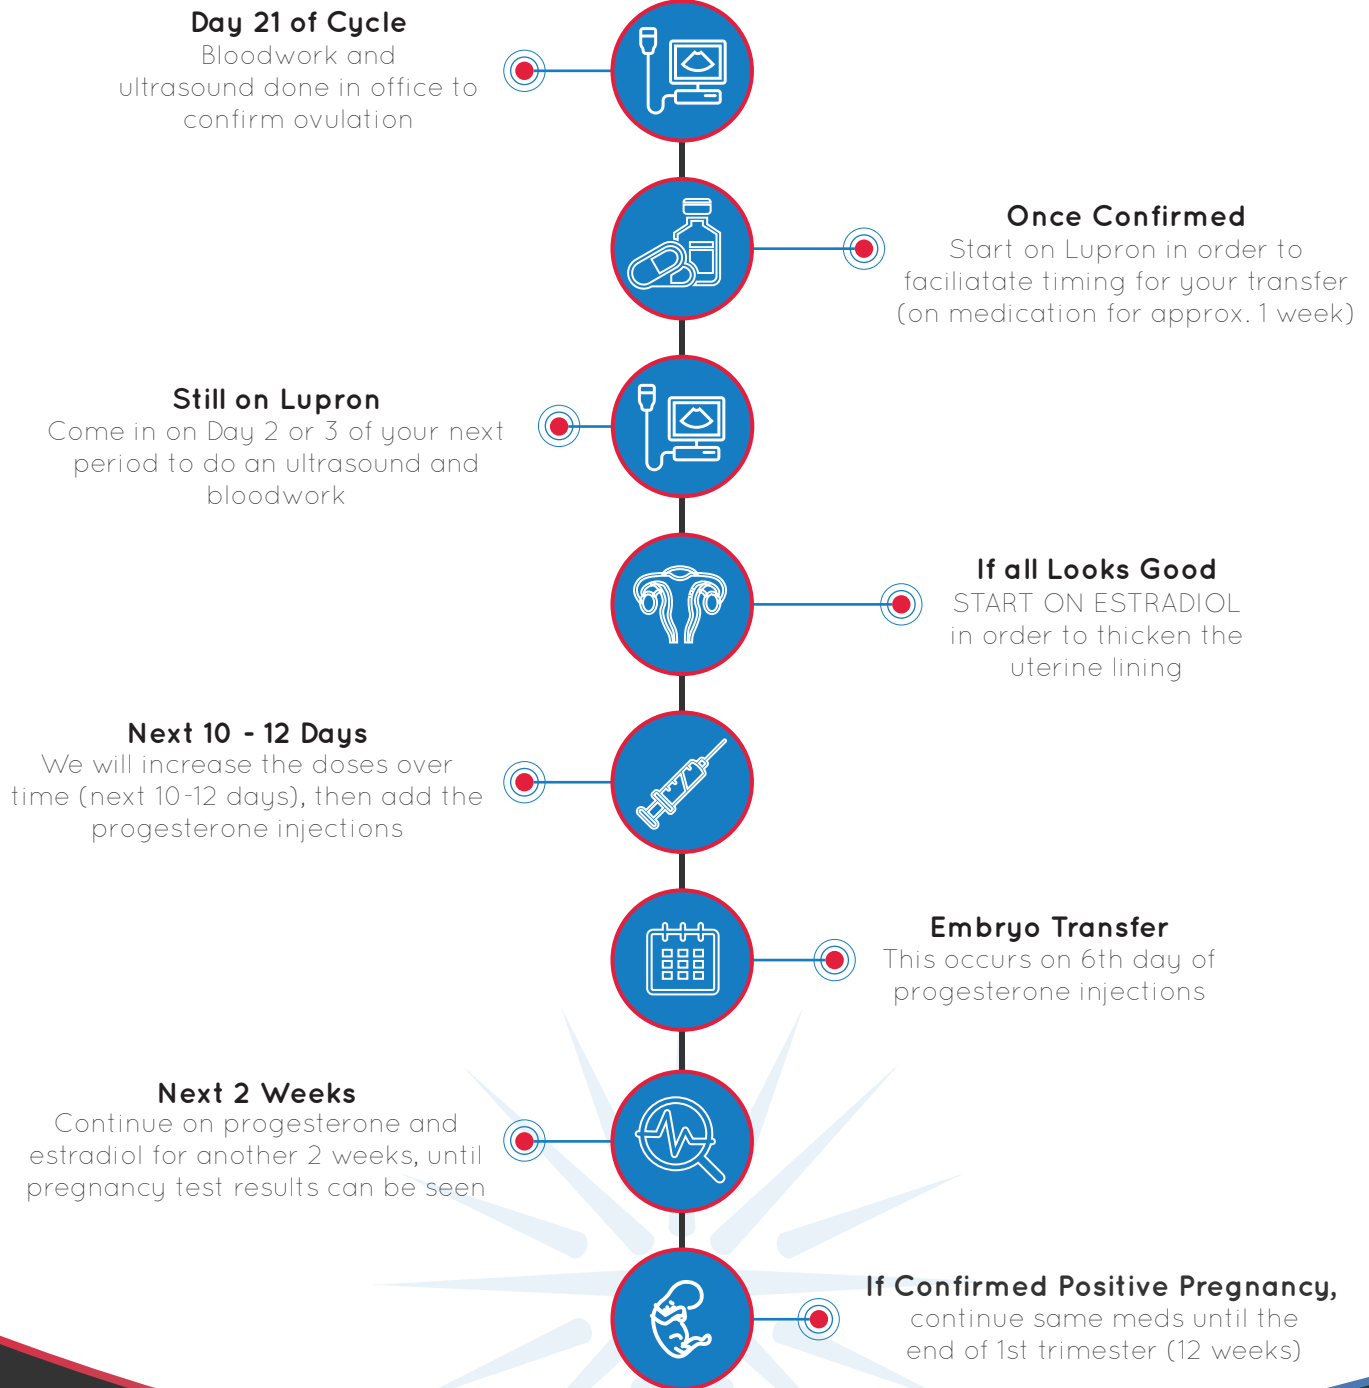 Day 21 of Cycle
Bloodwork and
ultrasound done in office to
confirm ovulation
Once Confirmed
Start on Lupron in order to
faciliatate timing for your transfer
(on medication for approx. 1 week)
Still on Lupron
Come in on Day 2 or 3 of your next
period to do an ultrasound and
bloodwork
If all Looks Good
START ON ESTRADIOL
in order to thicken the
uterine lining
Next 10 - 12 Days
We will increase the doses over
time (next 10-12 days), then add the
progesterone injections
Embryo Transfer
This occurs on 6th day of
progesterone injections
Next 2 Weeks
Continue on progesterone and
estradiol for another 2 weeks, until
pregnancy test results can be seen
If Confirmed Positive Pregnancy,
continue same meds until the
end of 1st trimester (12 weeks)